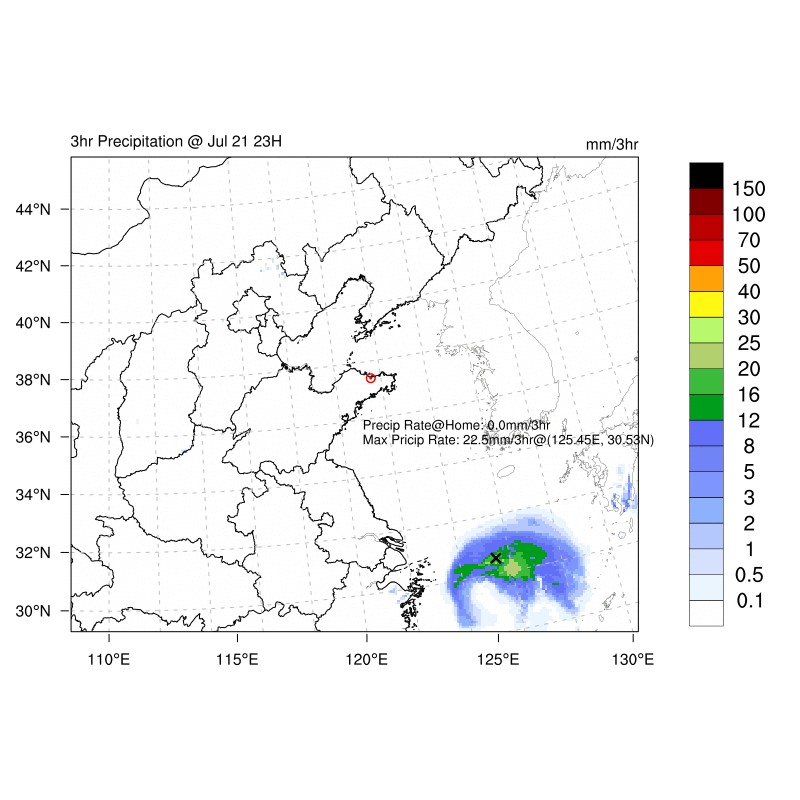 3hr Precipitation @ Jul 21 23H
mm/3hr
44°N
42°N
40°N
38°N
36°N
34°N
32°N
30°N
Precip Rate@Home: 0.0mm/3hr
Max Pricip Rate: 22.5mm/3hr@(125.45E, 30.53N)
110°E 115°E 120°E 125°E 130°E
150
100
70
50
40
30
25
20
16
12
8
5
3
2
1
0.5
0.1